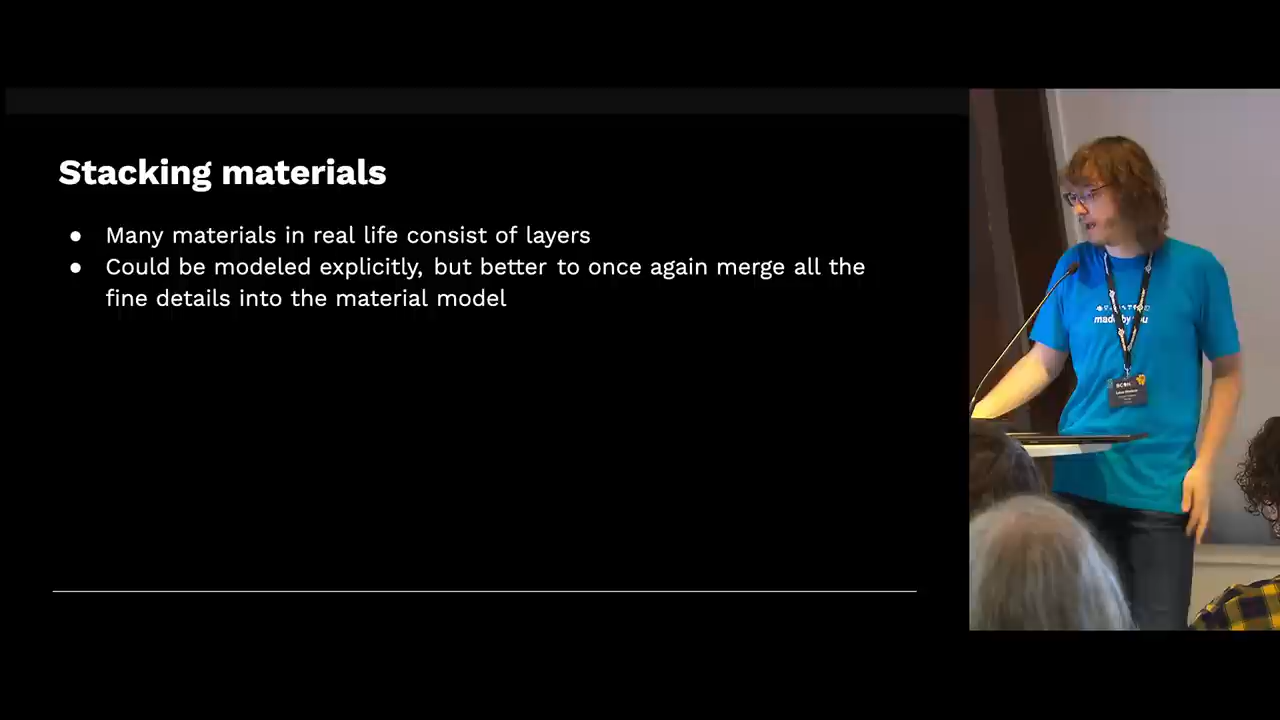 Stacking materials
● Many materials in real life consist of layers
● Could be modeled explicitly, but better to once again merge all the
fine details into the material model
made by you
BCON